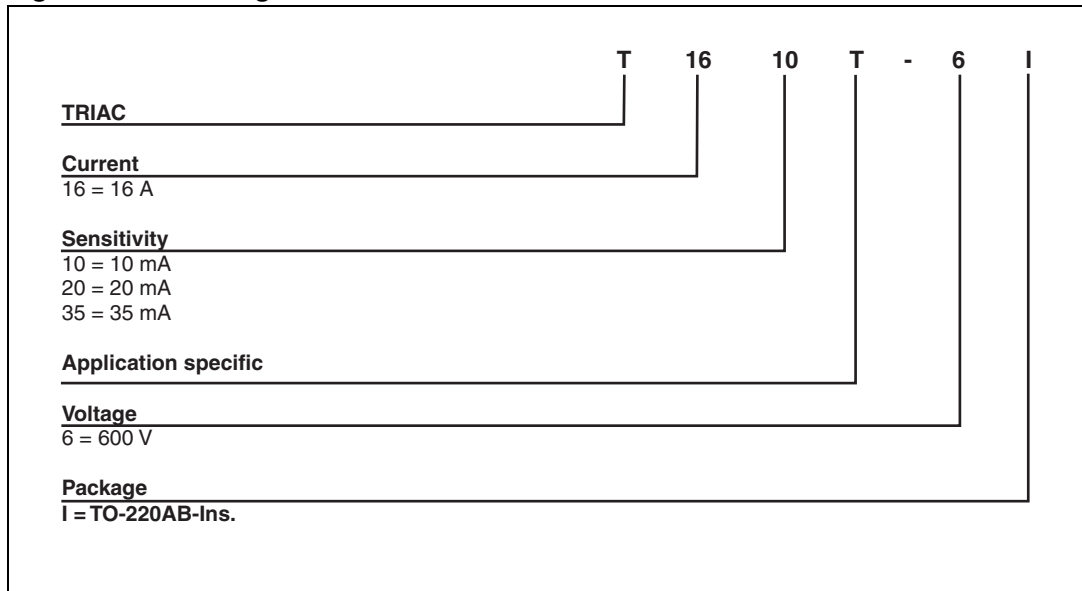 T 16 10 T - 6 I
TRIAC
Current
16 = 16 A
Sensitivity
10 = 10 mA
20 = 20 mA
35 = 35 mA
Application specific
Voltage
6 = 600 V
Package
I = TO-220AB-Ins.